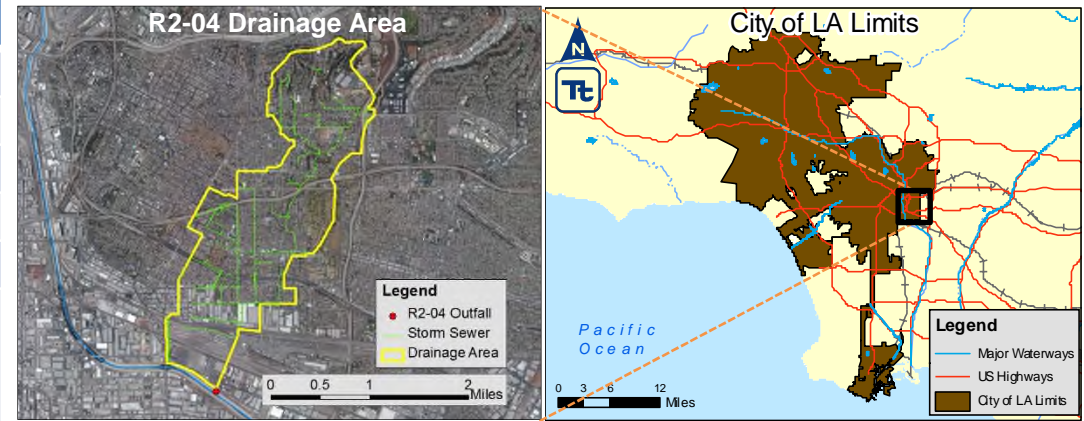 R2-04 Drainage Area
Legend
R2-04 Outfall
Storm Sewer
Drainage Area
0 0.5 1 2
Miles
City of LA Limits
N
Tt
Pacific
Ocean
0 3 6 12
Miles
Legend
Major Waterways
US Highways
City of LA Limits